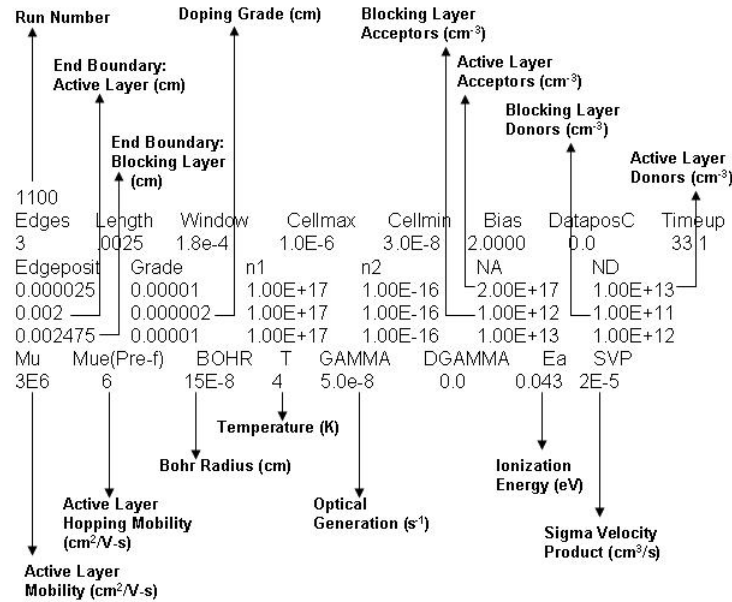 Run Number
Doping Grade (cm)
Blocking Layer
Acceptors (cm-3)
End Boundary:
Active Layer (cm)
Active Layer
Acceptors (cm-3)
Blocking Layer
Donors (cm-3)
End Boundary:
Blocking Layer
(cm)
Active Layer
Donors (cm-3)
1100
Edges Length Window Cellmax Cellmin Bias DataposC Timeup
3 .0025 1.8e-4 1.0E-6 3.0E-8 2.0000 0.0 331
Edgeposit Grade n1 n2 NA ND
0.000025 0.00001 1.00E+17 1.00E-16 2.00E+17 1.00E+13
0.002 0.000002 1.00E+17 1.00E-16 1.00E+12 1.00E+11
0.002475 0.00001 1.00E+17 1.00E-16 1.00E+13 1.00E+12
Mu Mue(Pre-f) BOHR T GAMMA DGAMMA Ea SVP
3E6 6 15E-8 4 5.0e-8 0.0 0.043 2E-5
Temperature (K)
Bohr Radius (cm)
Ionization
Energy (eV)
Active Layer
Hopping Mobility
(cm2/V-s)
Optical
Generation (s-1)
Sigma Velocity
Product (cm3/s)
Active Layer
Mobility (cm2/V-s)